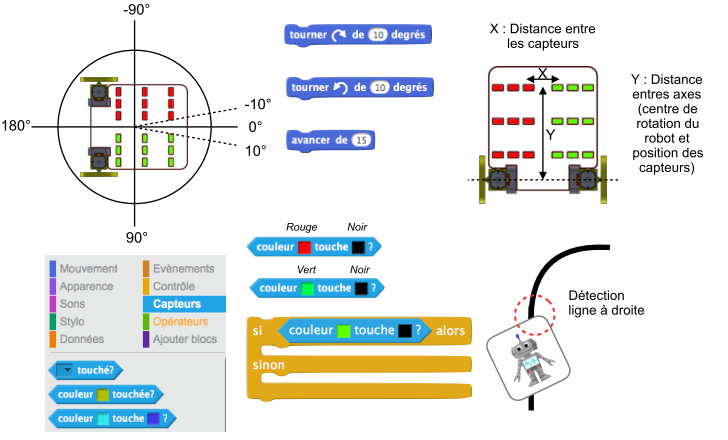 -90°
180°
-10°
0°
10°
90°
tourner de 10 degrés
tourner de 10 degrés
avancer de 15
X : Distance entre
les capteurs
X
Y
Y : Distance
entres axes
(centre de
rotation du
robot et
position des
capteurs)
Mouvement
Apparence
Sons
Stylo
Données
Evènements
Contrôle
Capteurs
Opérateurs
Ajouter blocs
touché?
couleur touchée?
couleur touche ?
Rouge Noir
couleur touche ?
Vert Noir
couleur touche ?
si couleur touche ? alors
sinon
Détection
ligne à droite